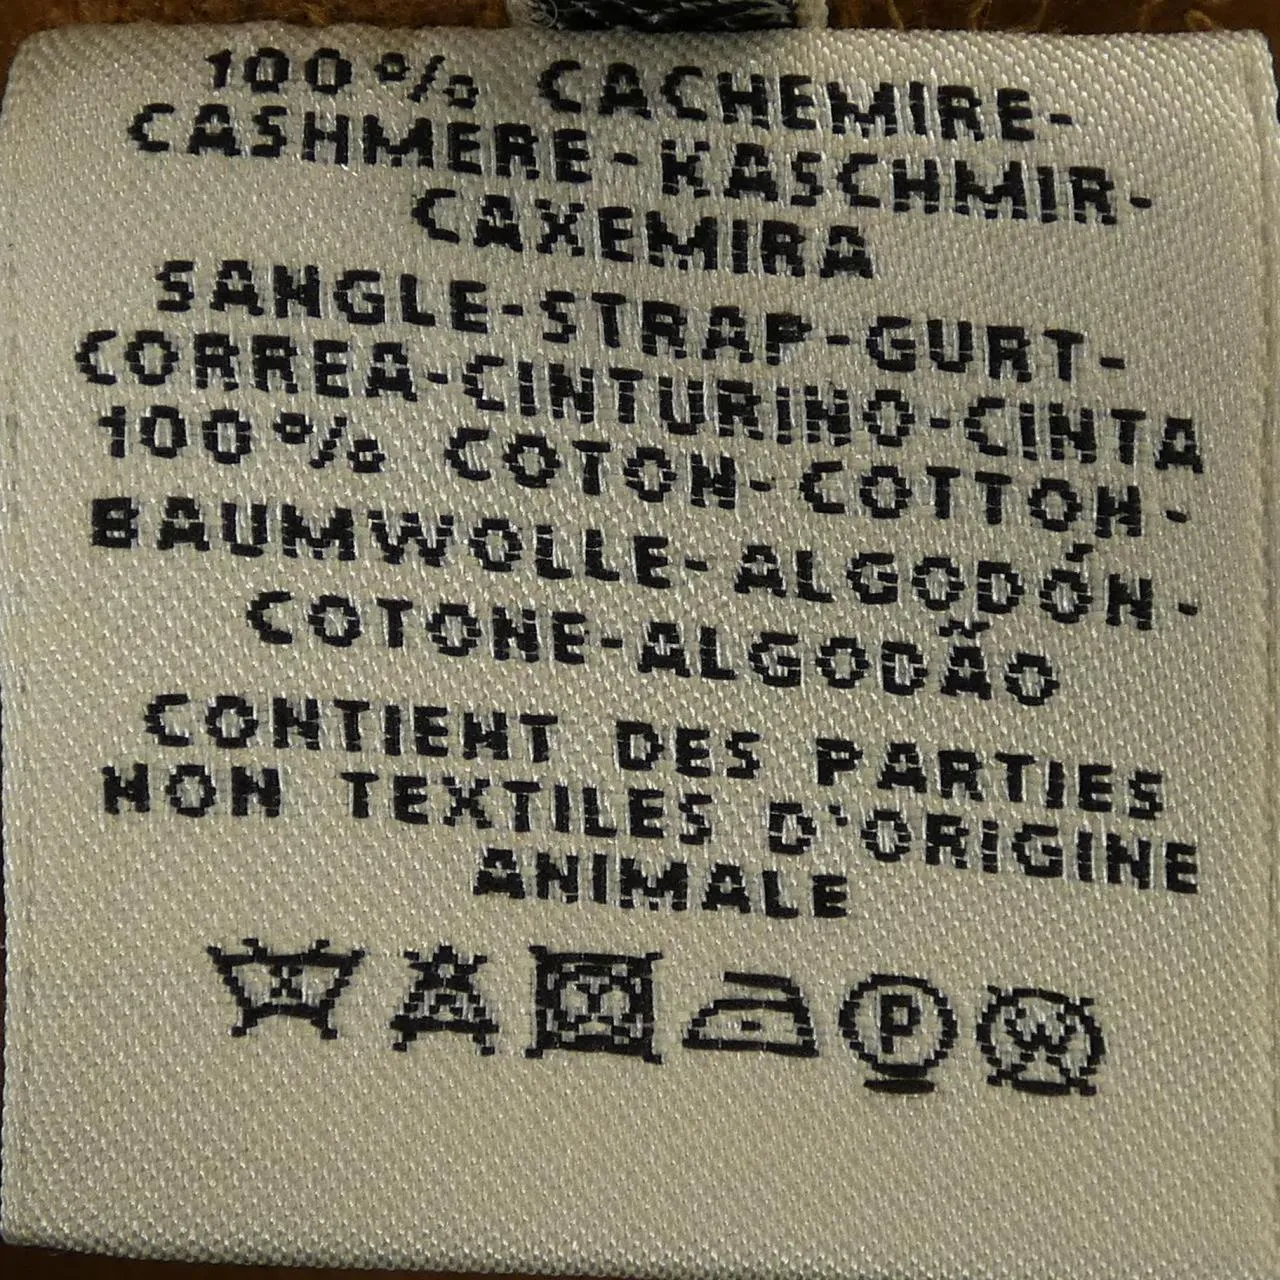 100% CACHEMIRE-
CASHMERE-KASCHMIR-
CAXEMIRA
SANGLE-STRAP-GURT-
CORREA-CINTURINO-CINTA
100% COTON-COTTON-
BAUMWOLLE-ALGODÓN-
COTONE-ALGODÃO
CONTIENT DES PARTIES
NON TEXTILES D'ORIGINE
ANIMALE
P W